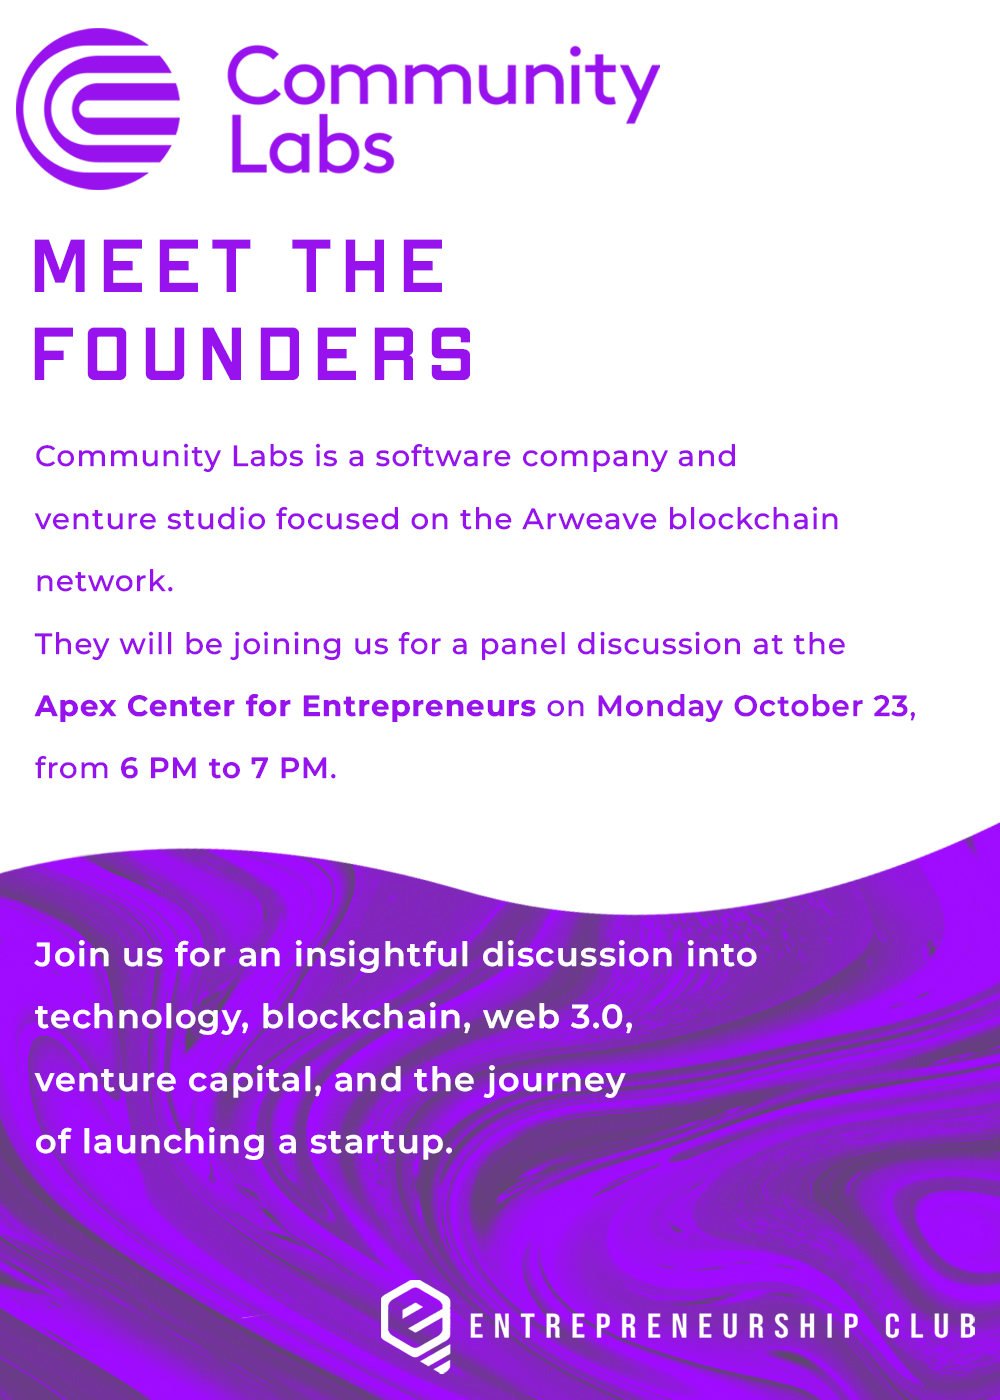 Community
Labs
MEET THE
FOUNDERS
Community Labs is a software company and
venture studio focused on the Arweave blockchain
network.
They will be joining us for a panel discussion at the
Apex Center for Entrepreneurs on Monday October 23,
from 6 PM to 7 PM.
Join us for an insightful discussion into
technology, blockchain, web 3.0,
venture capital, and the journey
of launching a startup.
ENTREPRENEURSHIP CLUB